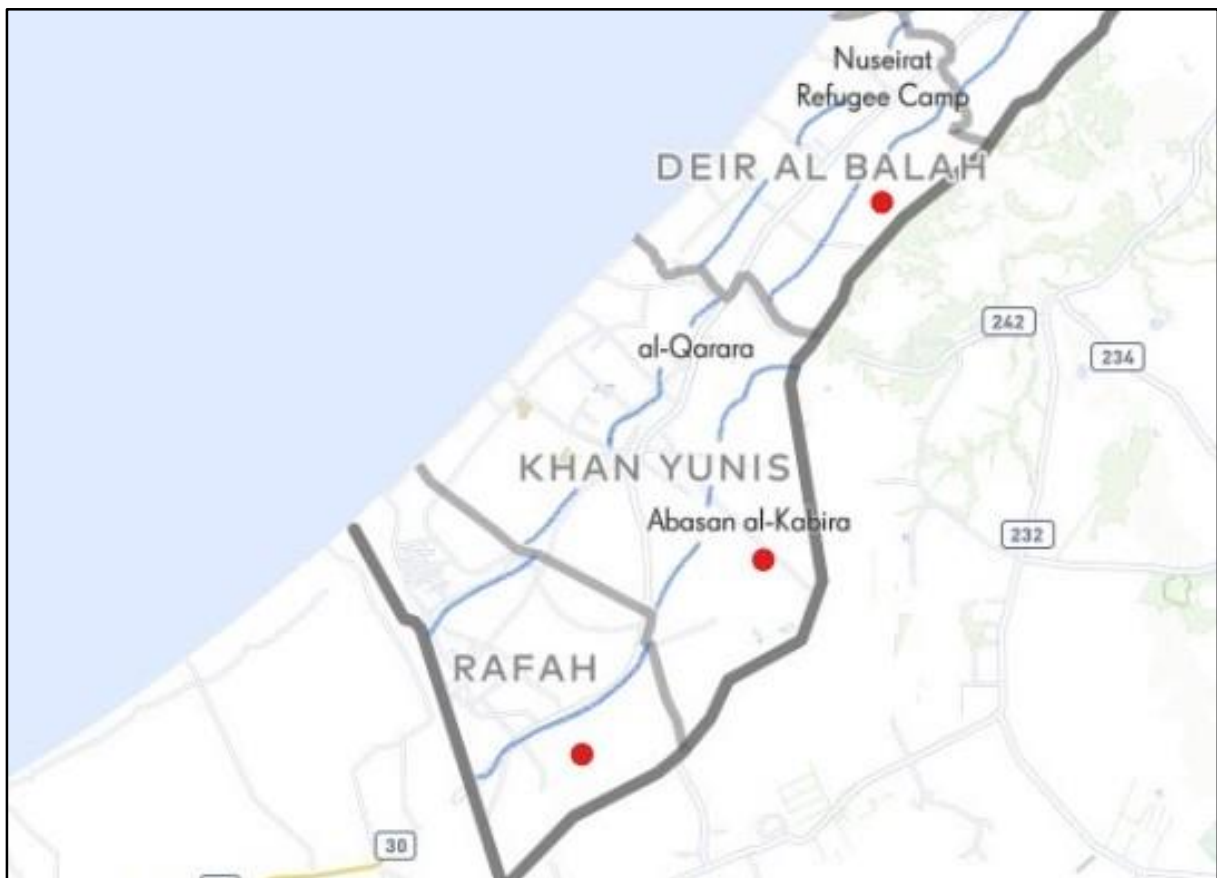 Nuseirat
Refugee Camp
DEIR AL BALAH
242
234
al-Qarara
KHAN YUNIS
Abasan al-Kabira
232
RAFAH
30